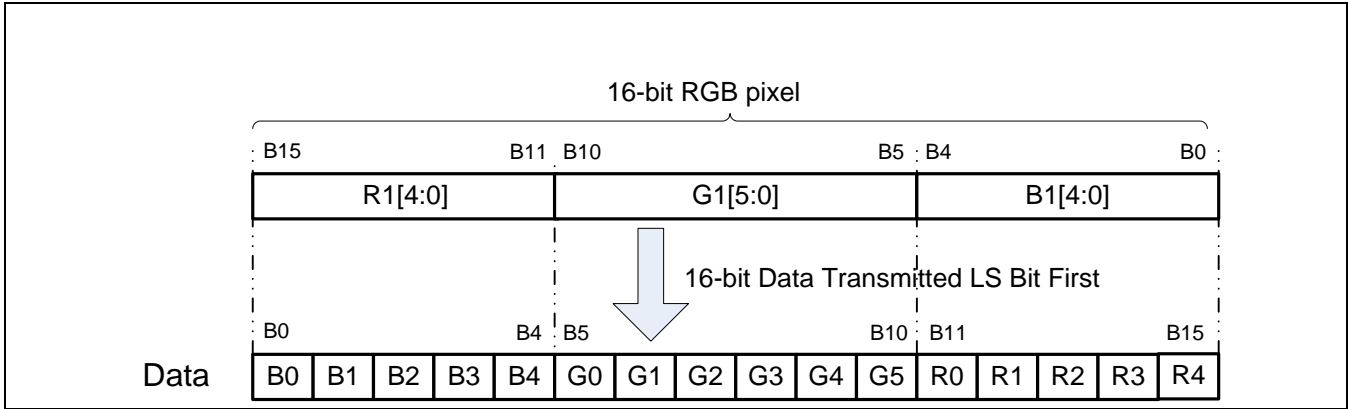 16-bit RGB pixel
B15 B11 B10 B5 B4 B0
R1[4:0] G1[5:0] B1[4:0]
16-bit Data Transmitted LS Bit First
B0 B4 B5 B10 B11 B15
Data B0 B1 B2 B3 B4 G0 G1 G2 G3 G4 G5 R0 R1 R2 R3 R4